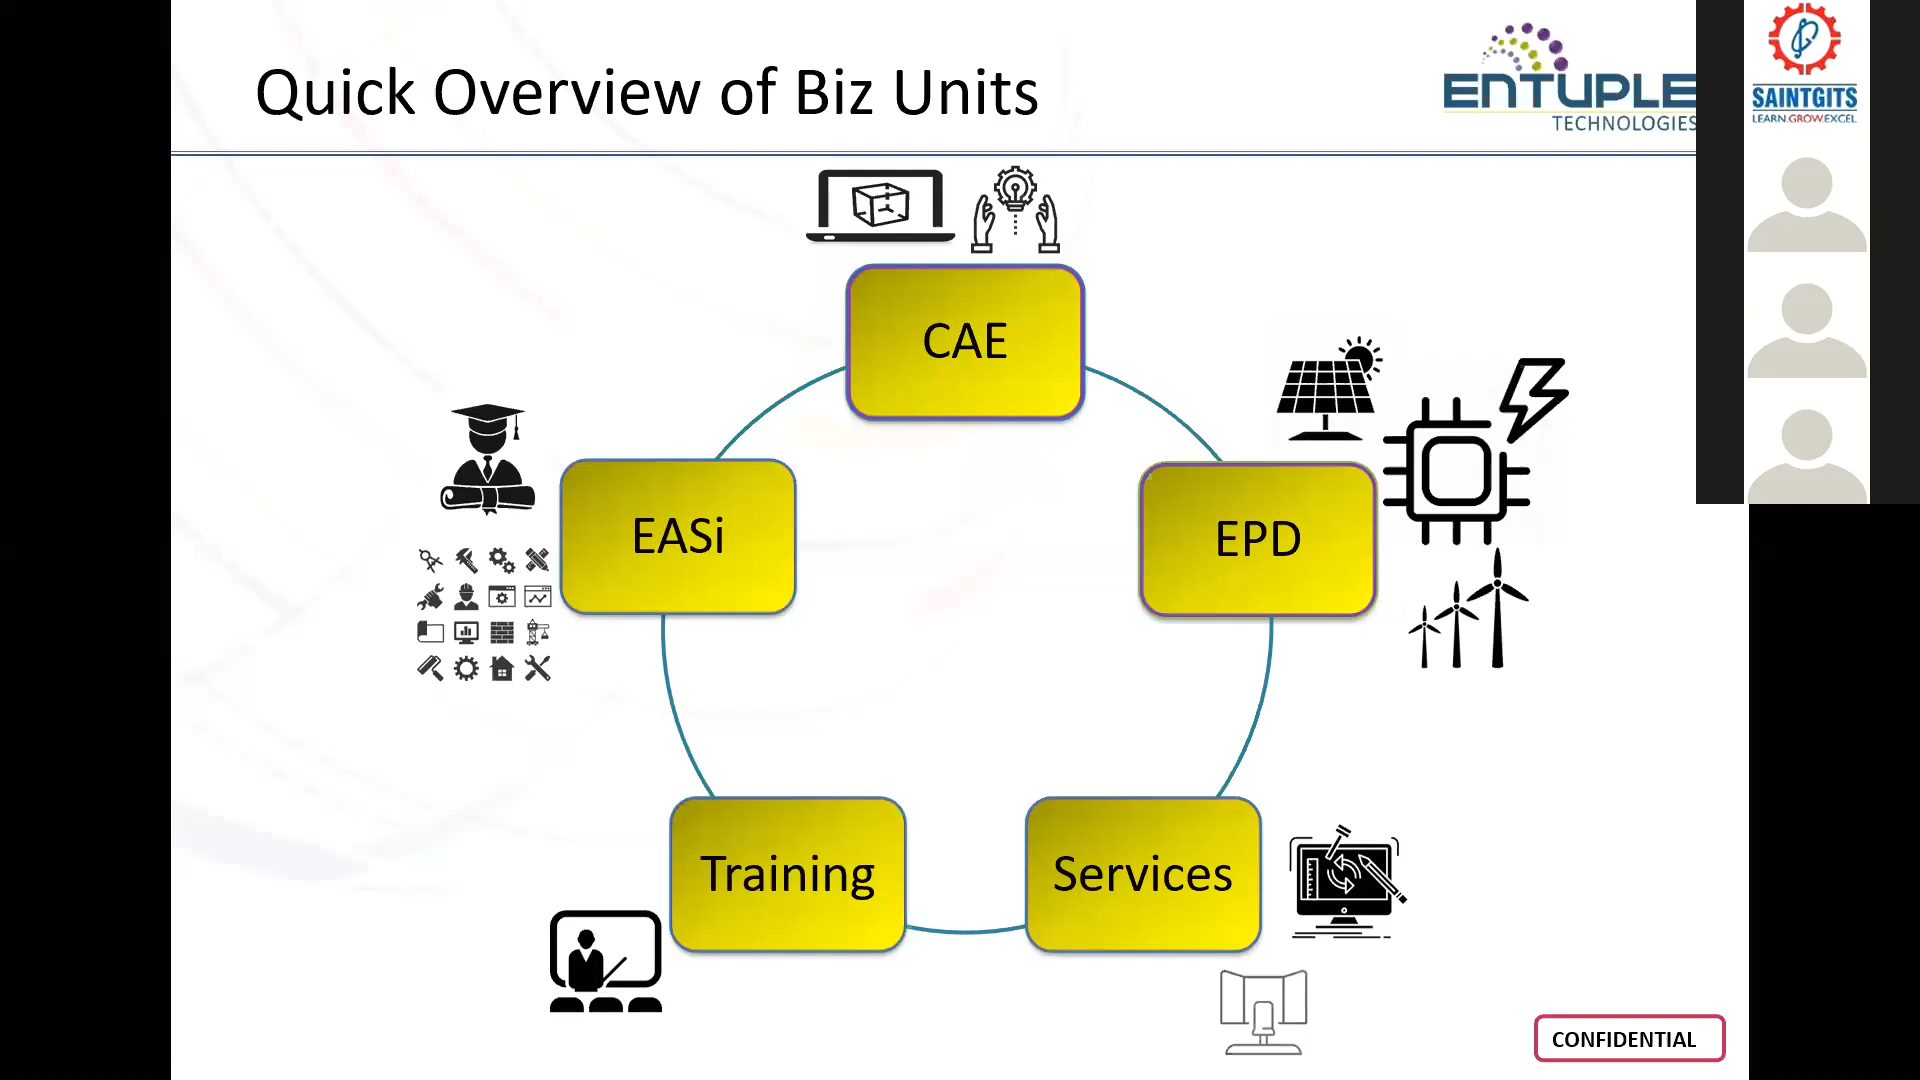 Quick Overview of Biz Units
ENTUPLE
TECHNOLOGIES
SAINTGITS
LEARN.GROW.EXCEL
CAE
EASi
EPD
Training
Services
CONFIDENTIAL